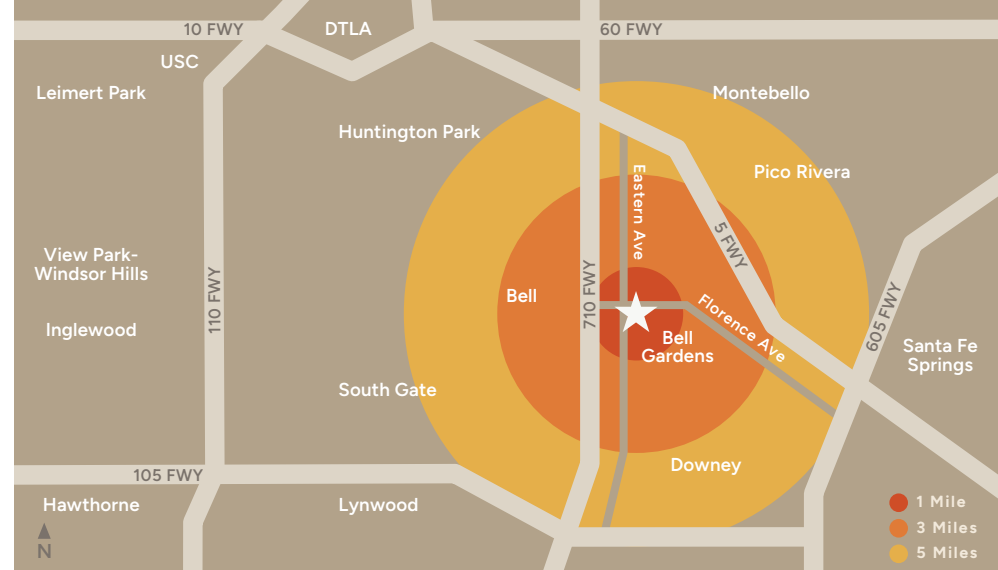 10 FWY
DTLA
60 FWY
USC
Leimert Park
Montebello
Huntington Park
Pico Rivera
Eastern Ave
5 FWY
View Park-
Windsor Hills
110 FWY
710 FWY
Bell
Florence Ave
605 FWY
Inglewood
Bell
Gardens
Santa Fe
Springs
South Gate
Downey
105 FWY
Hawthorne
Lynwood
1 Mile
3 Miles
5 Miles
N